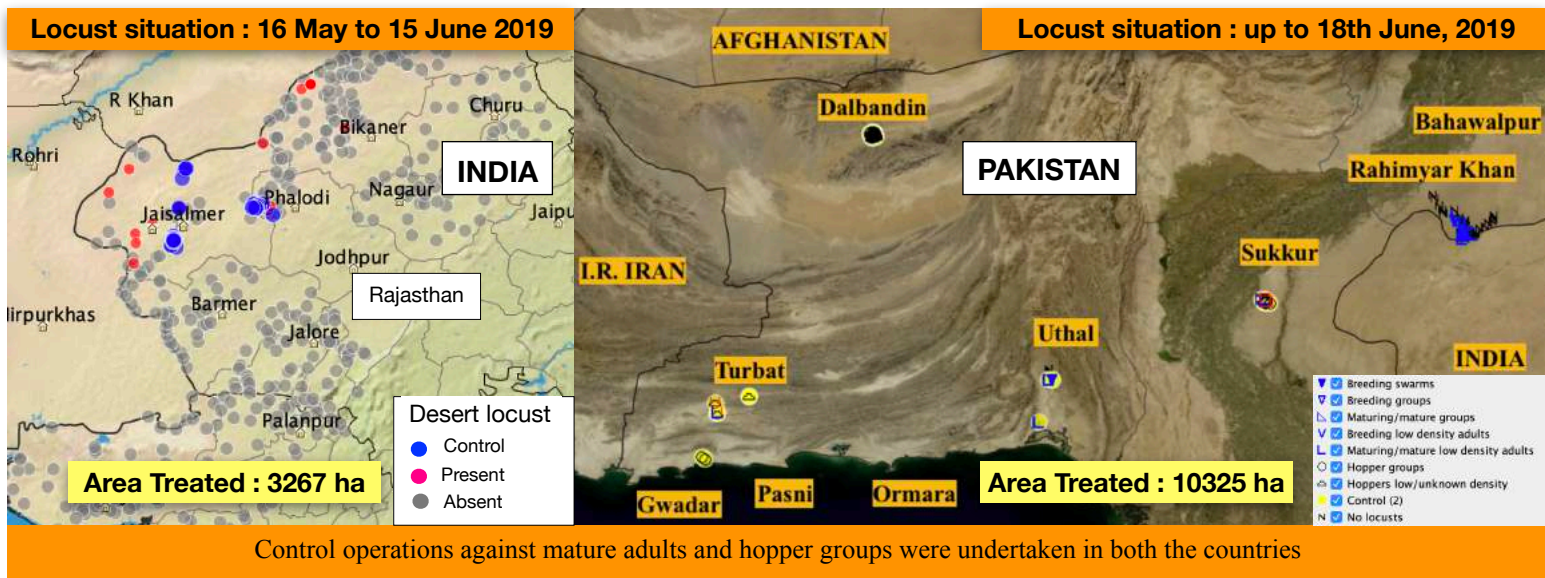 Locust situation : 16 May to 15 June 2019
R Khan
Churu
Bikaner
Rohri
INDIA
Phalodi
Nagaur
Jaisalmer
Jaipu
Jodhpur
Rajasthan
Barmer
lirpurkhas
Jalore
Palanpur
Desert locust
Control
Present
Absent
Area Treated : 3267 ha
Locust situation : up to 18th June, 2019
AFGHANISTAN
Dalbandin
Bahawalpur
PAKISTAN
Rahimyar Khan
Sukkur
I.R. IRAN
Uthal
INDIA
Turbat
Pasni
Ormara
Gwadar
Area Treated : 10325 ha
Breeding swarms
Breeding groups
Maturing/mature groups
Breeding low density adults
Maturing/mature low density adults
Hopper groups
Hoppers low/unknown density
Control (2)
N No locusts
Control operations against mature adults and hopper groups were undertaken in both the countries